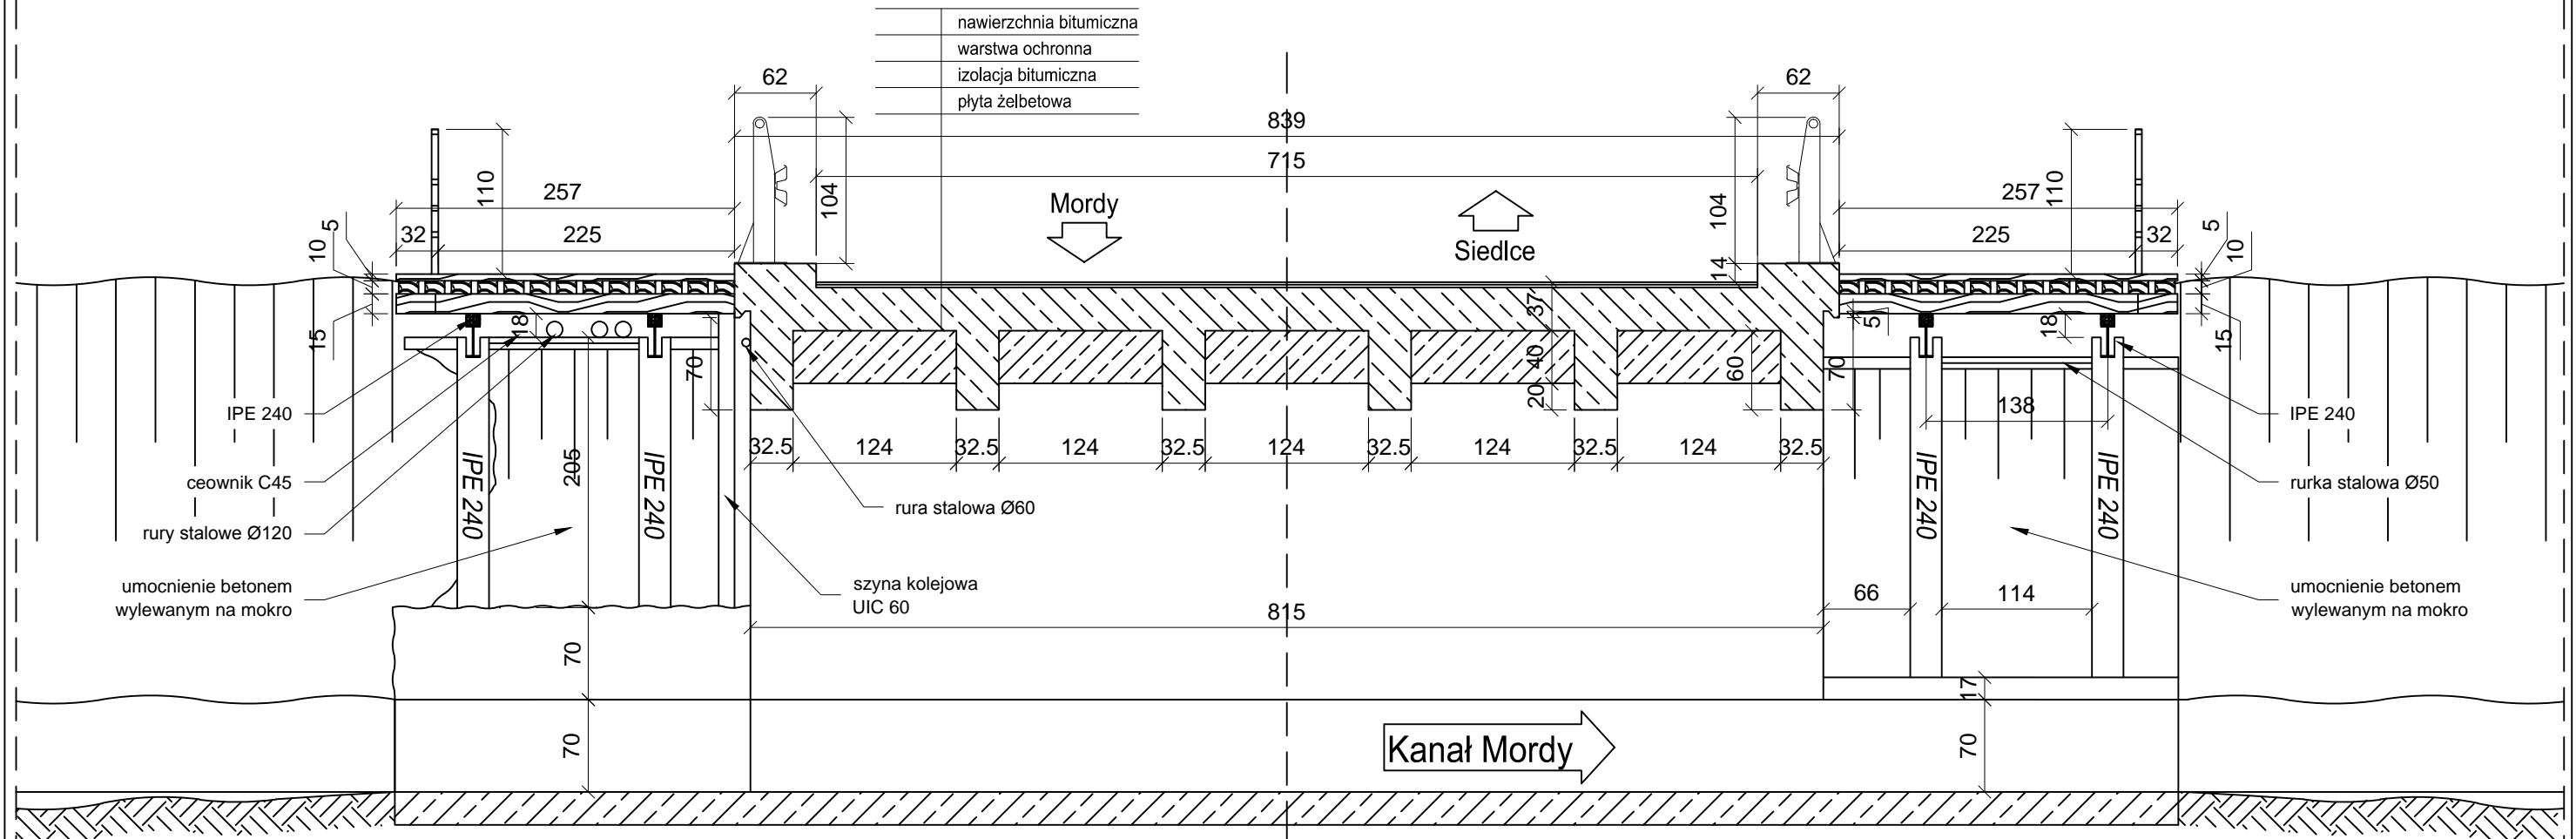 nawierzchnia bitumiczna
warstwa ochronna
izolacja bitumiczna
płyta żelbetowa
62
62
839
715
110
257
104
Mordy
Siedlce
104
257
110
32
225
5
10
15
14
225
32
5
10
15
18
70
37
40
20
60
5
70
18
IPE 240
ceownik C45
rury stalowe Ø120
umocnienie betonem
wylewanym na mokro
IPE 240
205
IPE 240
32.5
124
32.5
124
32.5
124
32.5
124
32.5
124
32.5
rura stalowa Ø60
szyna kolejowa
UIC 60
815
138
IPE 240
IPE 240
66
114
IPE 240
rurka stalowa Ø50
umocnienie betonem
wylewanym na mokro
70
70
17
70
Kanał Mordy